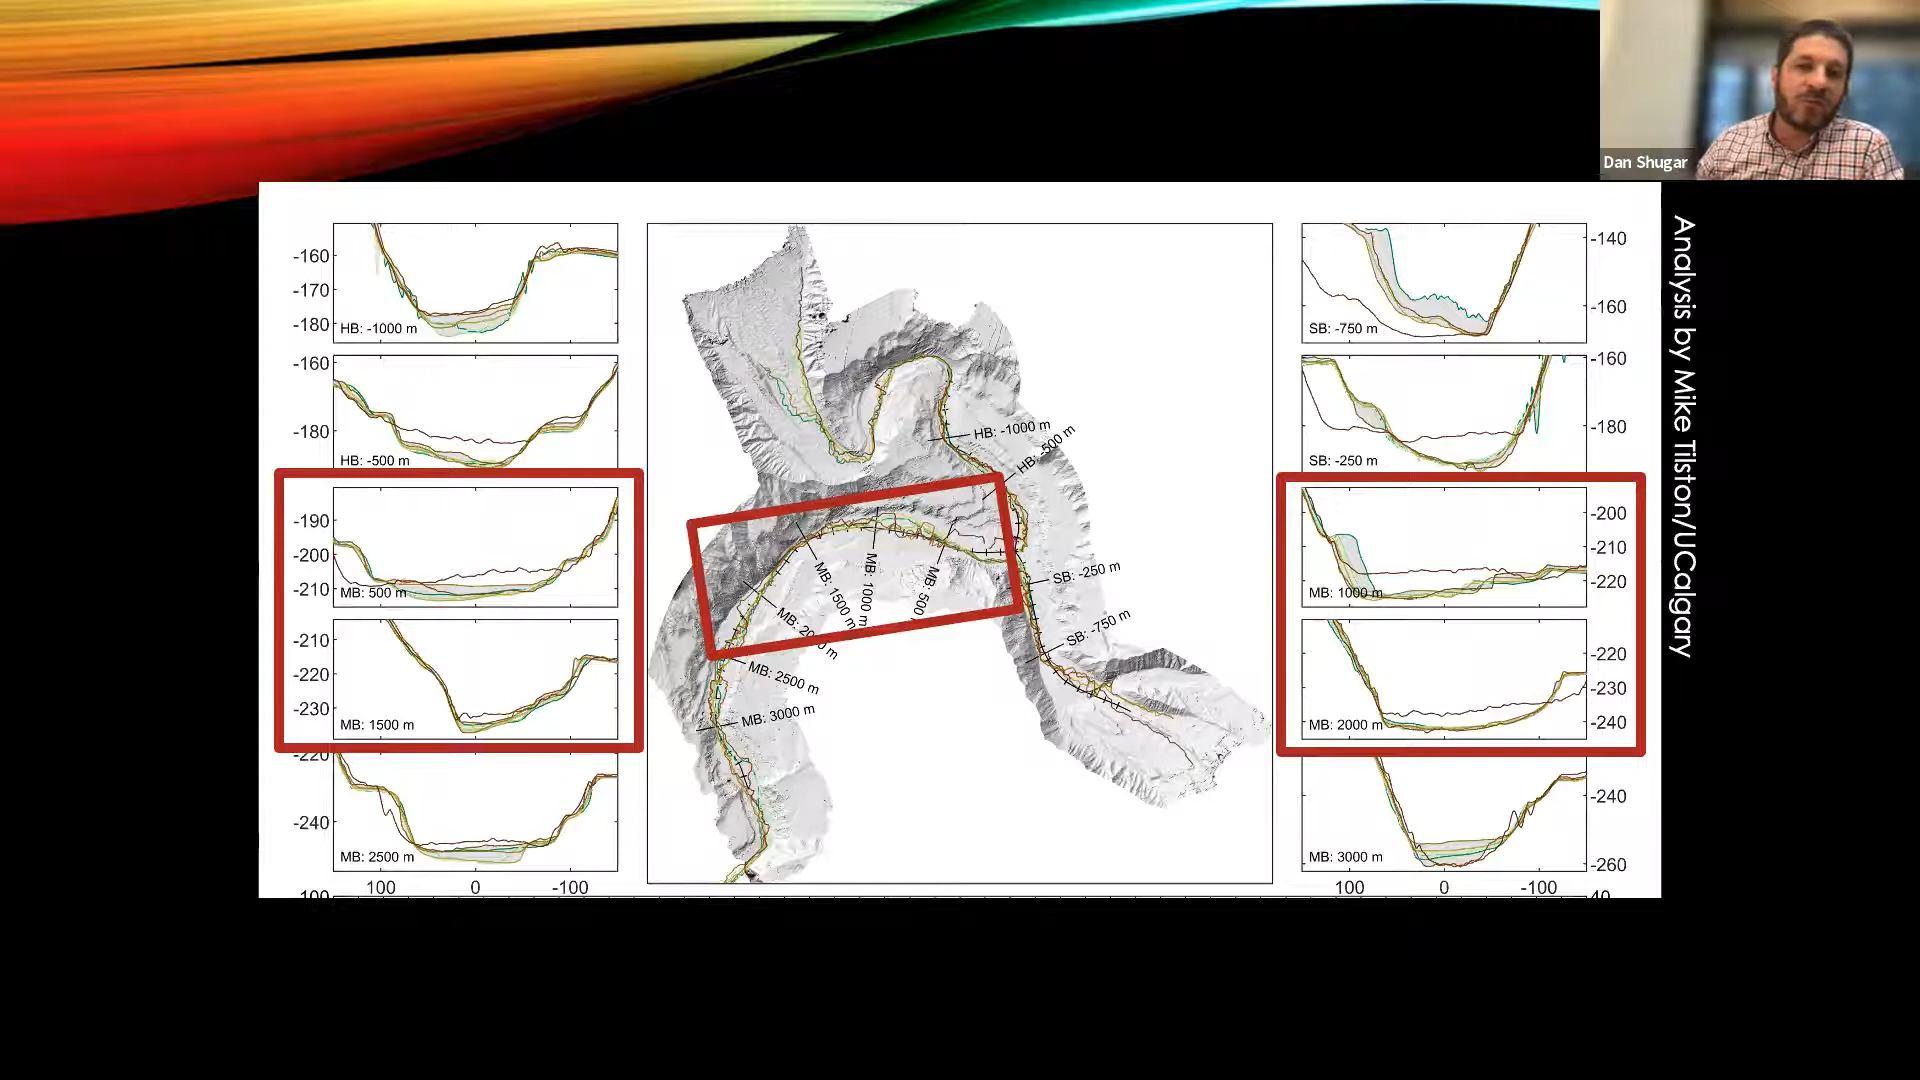 Dan Shugar
Analysis by Mike Tilston/UCalgary
-160
-170
-180
HB: -1000 m
-160
-180
HB: -500 m
-190
-200
-210
MB: 500 m
-210
-220
-230
MB: 1500 m
-220
-240
MB: 2500 m
100 0 -100
100
HB: -1000 m
HB: -500 m
SB: -250 m
SB: -750 m
MB: 500
MB: 1000 m
MB: 1500 m
MB: 2000 m
MB: 2500 m
MB: 3000 m
-140
-160
SB: -750 m
-160
-180
SB: -250 m
-200
-210
-220
MB: 1000 m
-220
-230
-240
MB: 2000 m
-240
-260
MB: 3000 m
100 0 -100
40